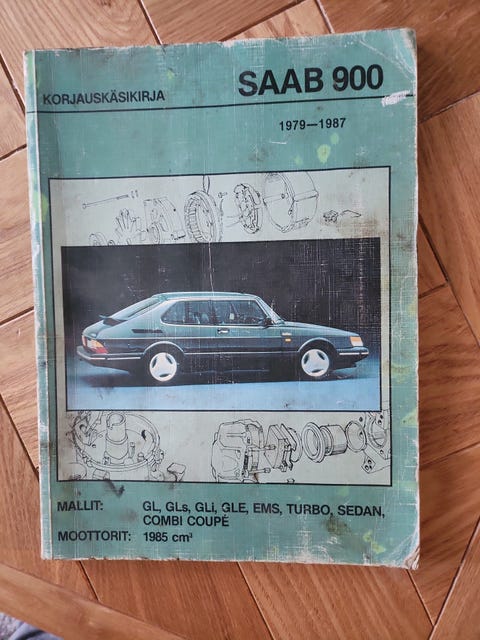 KORJAUSKÄSIKIRJA
SAAB 900
1979—1987
MALLIT: GL, GLs, GLi, GLE, EMS, TURBO, SEDAN,
COMBI COUPÉ
MOOTTORIT: 1985 cm³